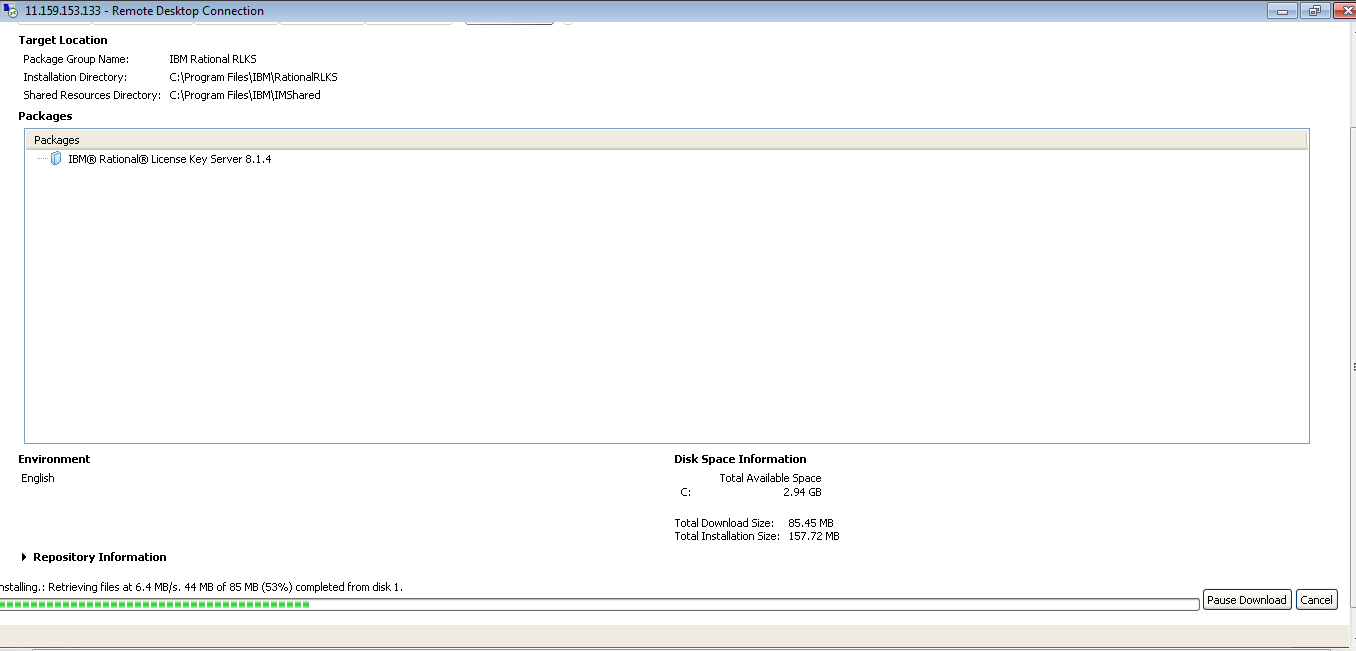 11.159.153.133 - Remote Desktop Connection
Target Location
Package Group Name: IBM Rational RLKS
Installation Directory: C:\Program Files\IBM\RationalRLKS
Shared Resources Directory: C:\Program Files\IBM\IMShared
Packages
Packages
IBM® Rational® License Key Server 8.1.4
Environment
English
Disk Space Information
Total Available Space
C: 2.94 GB
Total Download Size: 85.45 MB
Total Installation Size: 157.72 MB
Repository Information
nstalling.: Retrieving files at 6.4 MB/s. 44 MB of 85 MB (53%) completed from disk 1.
Pause Download Cancel